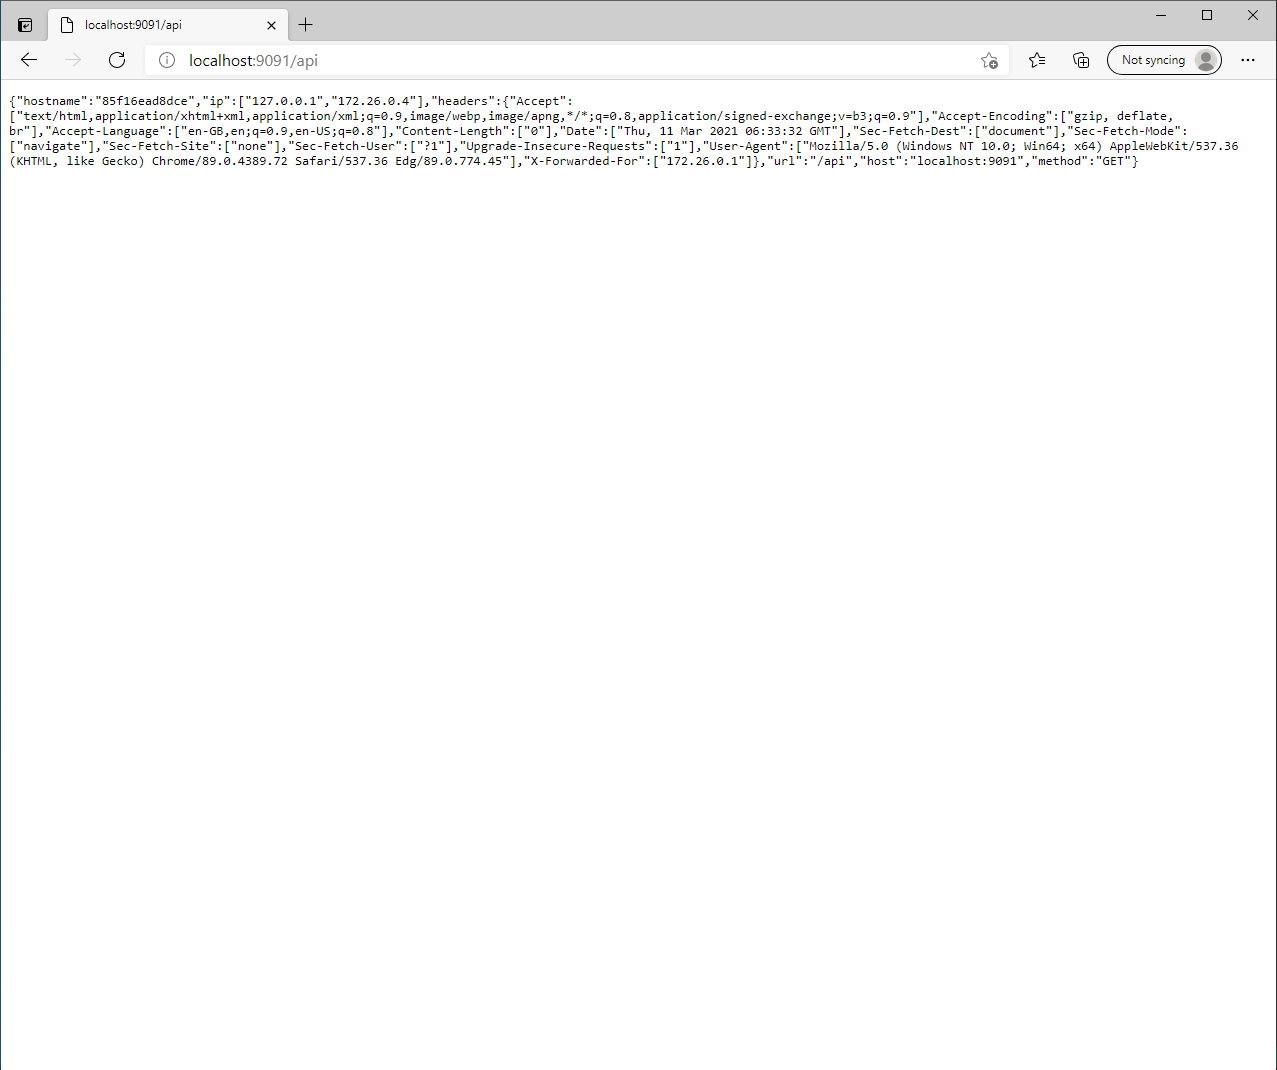 localhost:9091/api
localhost:9091/api
Not syncing
{"hostname":"85f16ead8dce","ip":["127.0.0.1","172.26.0.4"],"headers":{"Accept":
["text/html,application/xhtml+xml,application/xml;q=0.9,image/webp,image/apng,*/*;q=0.8,application/signed-exchange;v=b3;q=0.9"],"Accept-Encoding":["gzip, deflate,
br"],"Accept-Language":["en-GB,en;q=0.9,en-US;q=0.8"],"Content-Length":["0"],"Date":["Thu, 11 Mar 2021 06:33:32 GMT"],"Sec-Fetch-Dest":["document"],"Sec-Fetch-Mode":
["navigate"],"Sec-Fetch-Site":["none"],"Sec-Fetch-User":["?1"],"Upgrade-Insecure-Requests":["1"],"User-Agent":["Mozilla/5.0 (Windows NT 10.0; Win64; x64) AppleWebKit/537.36
(KHTML, like Gecko) Chrome/89.0.4389.72 Safari/537.36 Edg/89.0.774.45"],"X-Forwarded-For":["172.26.0.1"]},"url":"/api","host":"localhost:9091","method":"GET"}